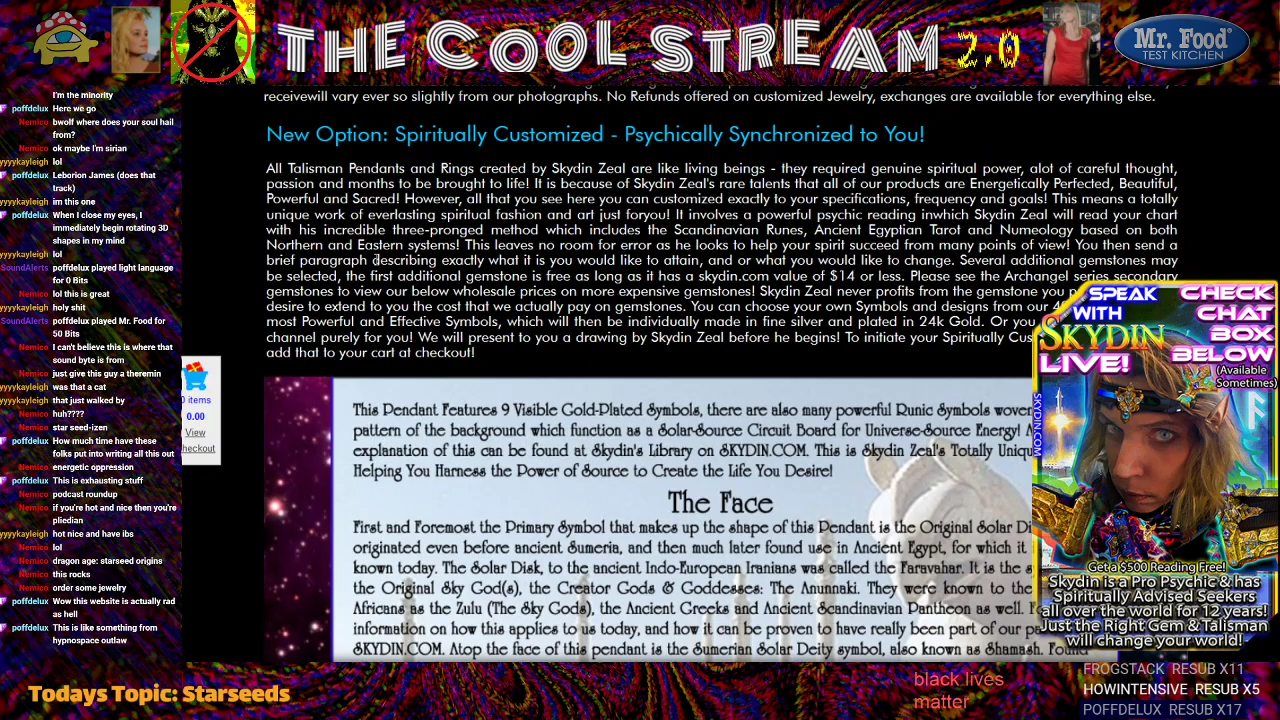 THE COOL STREAM 2.0
Mr. Food
TEST KITCHEN
I'm the minority
poffdelux Here we go
Nemico bwolf where does your soul hail
from?
Nemico ok maybe I'm sirian
yyyykayleigh lol
poffdelux Leborion James (does that
track)
yyyykayleigh im this one
poffdelux When I close my eyes, I
immediately begin rotating 3D
shapes in my mind
yyyykayleigh lol
SoundAlerts poffdelux played light language
for 0 Bits
Nemico lol this is great
yyyykayleigh holy shit
SoundAlerts poffdelux played Mr. Food for
50 Bits
Nemico I can't believe this is where that
sound byte is from
Nemico just give this guy a theremin
yyyykayleigh was that a cat
yyyykayleigh that just walked by
Nemico huh????
Nemico star seed-izen
poffdelux How much time have these
folks put into writing all this out
Nemico energetic oppression
poffdelux This is exhausting stuff
Nemico podcast roundup
Nemico if you're hot and nice then you're
pliedian
yyyykayleigh hot nice and have ibs
Nemico lol
Nemico dragon age: starseed origins
Nemico this rocks
Nemico order some jewelry
poffdelux Wow this website is actually rad
as hell
poffdelux This is like something from
hypnospace outlaw
0 items
0.00
View
heckout
receivewill vary ever so slightly from our photographs. No Refunds offered on customized Jewelry, exchanges are available for everything else.
New Option: Spiritually Customized - Psychically Synchronized to You!
All Talisman Pendants and Rings created by Skydin Zeal are like living beings - they required genuine spiritual power, alot of careful thought,
passion and months to be brought to life! It is because of Skydin Zeal's rare talents that all of our products are Energetically Perfected, Beautiful,
Powerful and Sacred! However, all that you see here you can customized exactly to your specifications, frequency and goals! This means a totally
unique work of everlasting spiritual fashion and art just foryou! It involves a powerful psychic reading inwhich Skydin Zeal will read your chart
with his incredible three-pronged method which includes the Scandinavian Runes, Ancient Egyptian Tarot and Numeology based on both
Northern and Eastern systems! This leaves no room for error as he looks to help your spirit succeed from many points of view! You then send a
brief paragraph describing exactly what it is you would like to attain, and or what you would like to change. Several additional gemstones may
be selected, the first additional gemstone is free as long as it has a skydin.com value of $14 or less. Please see the Archangel series secondary
gemstones to view our below wholesale prices on more expensive gemstones! Skydin Zeal never profits from the gemstone you p
desire to extend to you the cost that we actually pay on gemstones. You can choose your own Symbols and designs from our 4
most Powerful and Effective Symbols, which will then be individually made in fine silver and plated in 24k Gold. Or you
channel purely for you! We will present to you a drawing by Skydin Zeal before he begins! To initiate your Spiritually Cus
add that to your cart at checkout!
This Pendant Features 9 Visible Gold-Plated Symbols, there are also many powerful Runic Symbols wover
pattern of the background which function as a Solar-Source Circuit Board for Universe-Source Energy! A
explanation of this can be found at Skydin's Library on SKYDIN.COM. This is Skydin Zeal's Totally Uniqu
Helping You Harness the Power of Source to Create the Life You Desire!
The Face
First and Foremost the Primary Symbol that makes up the shape of this Pendant is the Original Solar Di
originated even before ancient Sumeria, and then much later found use in Ancient Egypt, for which it
known today. The Solar Disk, to the ancient Indo-European Iranians was called the Faravahar. It is the s
the Original Sky God(s), the Creator Gods & Goddesses: The Anunnaki. They were known to the
Africans as the Zulu (The Sky Gods), the Ancient Greeks and Ancient Scandinavian Pantheon as well. F
information on how this applies to us today, and how it can be proven to have really been part of our p
SKYDIN.COM. Atop the face of this pendant is the Sumerian Solar Deity symbol, also known as Shamash. Found
SPEAK
WITH
SKYDIN
LIVE!
CHECK
CHAT
BOX
BELOW
(Available
Sometimes)
SKYDIN.COM
Get a $500 Reading Free!
Skydin is a Pro Psychic & has
Spiritually Advised Seekers
all over the world for 12 years!
Just the Right Gem & Talisman
will change your world!
Todays Topic: Starseeds
black lives
matter
FROGSTACK RESUB X11
HOWINTENSIVE RESUB X5
POFFDELUX RESUB X17